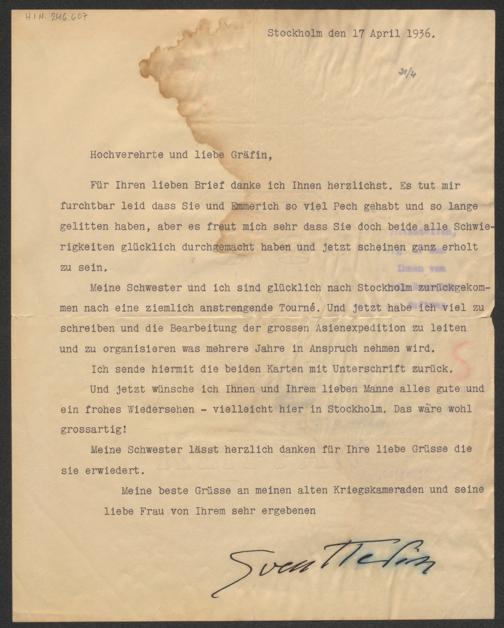 H.I.N. 246.607
Stockholm den 17 April 1936.
21/4
Hochverehrte und liebe Gräfin,
Für Ihren lieben Brief danke ich Ihnen herzlichst. Es tut mir
furchtbar leid dass Sie und Emmerich so viel Pech gehabt und so lange
gelitten haben, aber es freut mich sehr dass Sie doch beide alle Schwie-
rigkeiten glücklich durchgemacht haben und jetzt scheinen ganz erholt
zu sein.
Meine Schwester und ich sind glücklich nach Stockholm zurückgekom-
men nach eine ziemlich anstrengende Tourné. Und jetzt habe ich viel zu
schreiben und die Bearbeitung der grossen Asienexpedition zu leiten
und zu organisieren was mehrere Jahre in Anspruch nehmen wird.
Ich sende hiermit die beiden Karten mit Unterschrift zurück.
Und jetzt wünsche ich Ihnen und Ihrem lieben Manne alles gute und
ein frohes Wiedersehen - vielleicht hier in Stockholm. Das wäre wohl
grossartig!
Meine Schwester lässt herzlich danken für Ihre liebe Grüsse die
sie erwiedert.
Meine beste Grüsse an meinen alten Kriegskameraden und seine
liebe Frau von Ihrem sehr ergebenen
Sven Hedin